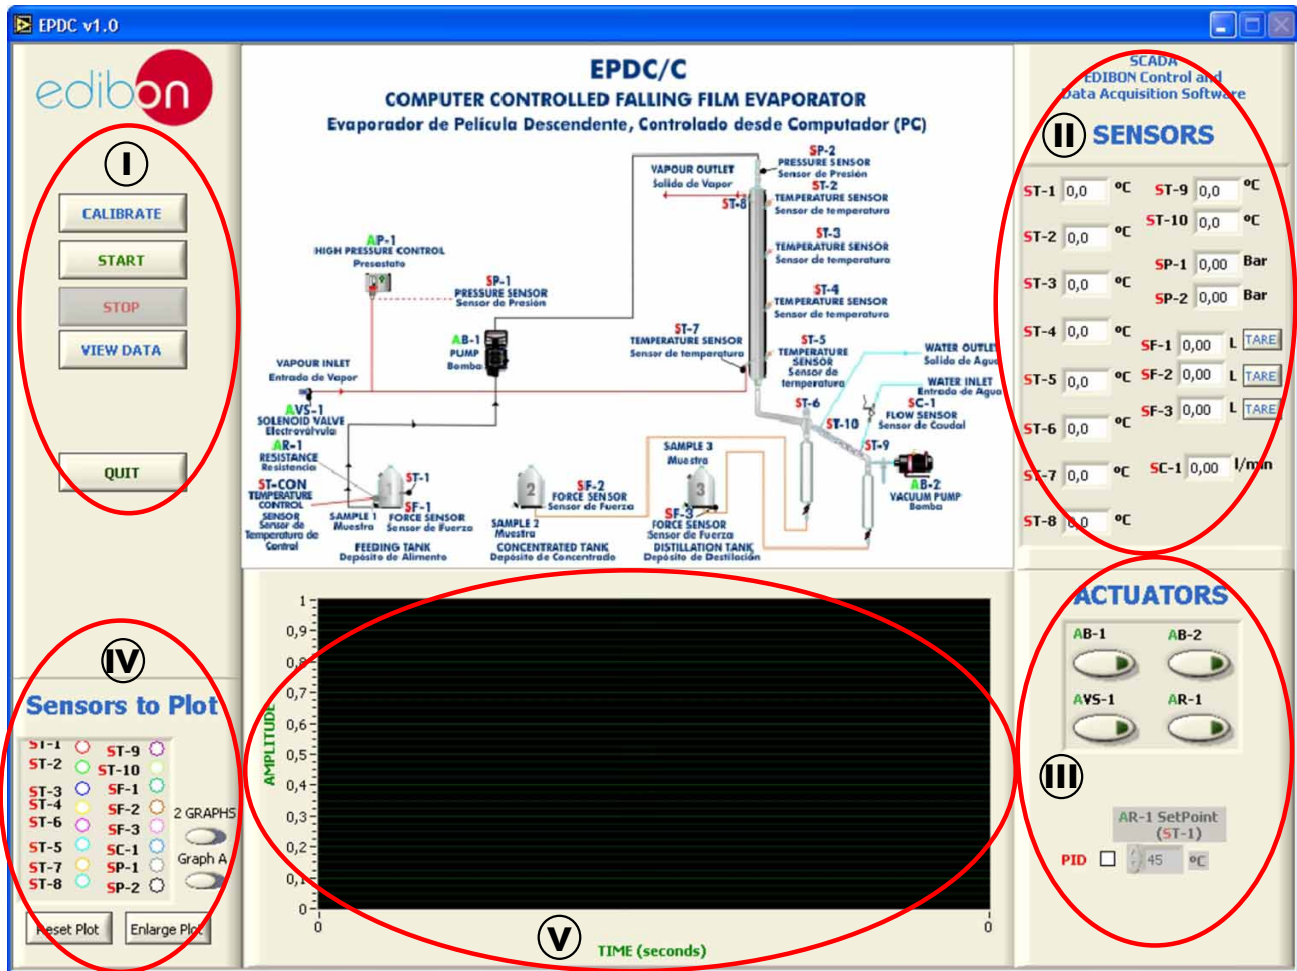 EPDC v1.0
edibon
I
CALIBRATE
START
STOP
VIEW DATA
QUIT
EPDC/C
COMPUTER CONTROLLED FALLING FILM EVAPORATOR
Evaporador de Película Descendente, Controlado desde Computador (PC)
SP-2
PRESSURE SENSOR
Sensor de Presión
VAPOUR OUTLET
Salida de Vapor
ST-8
ST-2
TEMPERATURE SENSOR
Sensor de temperatura
ST-3
TEMPERATURE SENSOR
Sensor de temperatura
AP-1
HIGH PRESSURE CONTROL
Presostato
SP-1
PRESSURE SENSOR
Sensor de Presión
ST-4
TEMPERATURE SENSOR
Sensor de temperatura
AB-1
PUMP
Bomba
ST-7
TEMPERATURE SENSOR
Sensor de temperatura
ST-5
TEMPERATURE
SENSOR
Sensor de
temperatura
WATER OUTLET
Salida de Agua
WATER INLET
Entrada de Agua
VAPOUR INLET
Entrada de Vapor
AVS-1
SOLENOID VALVE
Electroválvula
ST-6
ST-10
SC-1
FLOW SENSOR
Sensor de Caudal
ST-9
AR-1
RESISTANCE
Resistencia
ST-CON
TEMPERATURE
CONTROL
SENSOR
Sensor de
Temperatura de
Control
1
ST-1
SF-1
FORCE SENSOR
Sensor de Fuerza
SAMPLE 1
Muestra
FEEDING TANK
Depósito de Alimento
2
SF-2
FORCE SENSOR
Sensor de Fuerza
SAMPLE 2
Muestra
CONCENTRATED TANK
Depósito de Concentrado
SAMPLE 3
Muestra
3
SF-3
FORCE SENSOR
Sensor de Fuerza
DISTILLATION TANK
Depósito de Destilación
AB-2
VACUUM PUMP
Bomba
SCADA
EDIBON Control and
Data Acquisition Software
II SENSORS
ST-1 0,0 ºC ST-9 0,0 ºC
ST-2 0,0 ºC ST-10 0,0 ºC
ST-3 0,0 ºC SP-1 0,00 Bar
SP-2 0,00 Bar
ST-4 0,0 ºC SF-1 0,00 L TARE
ST-5 0,0 ºC SF-2 0,00 L TARE
ST-6 0,0 ºC SF-3 0,00 L TARE
ST-7 0,0 ºC SC-1 0,00 l/min
ST-8 0,0 ºC
IV
Sensors to Plot
ST-1 ST-9
ST-2 ST-10
ST-3 SF-1
ST-4 SF-2
ST-6 SF-3
ST-5 SC-1
ST-7 SP-1
ST-8 SP-2
2 GRAPHS
Graph A
Reset Plot Enlarge Plot
AMPLITUDE
1
0,9
0,8
0,7
0,6
0,5
0,4
0,3
0,2
0,1
0
0 0
V
TIME (seconds)
ACTUATORS
AB-1 AB-2
AVS-1 AR-1
III
AR-1 SetPoint
(ST-1)
PID 45 ºC